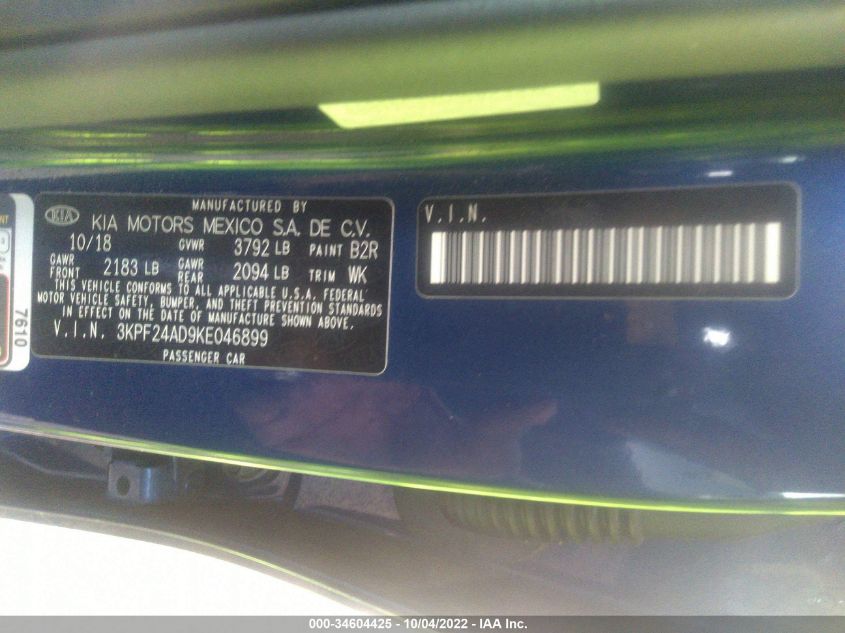 MANUFACTURED BY
KIA KIA MOTORS MEXICO S.A. DE C.V.
10/18 GVWR 3792 LB PAINT B2R
GAWR FRONT 2183 LB GAWR REAR 2094 LB TRIM WK
THIS VEHICLE CONFORMS TO ALL APPLICABLE U.S.A. FEDERAL
MOTOR VEHICLE SAFETY, BUMPER, AND THEFT PREVENTION STANDARDS
IN EFFECT ON THE DATE OF MANUFACTURE SHOWN ABOVE.
V.I.N. 3KPF24AD9KE046899
PASSENGER CAR
V.I.N.
7610
000-34604425 - 10/04/2022 - IAA Inc.